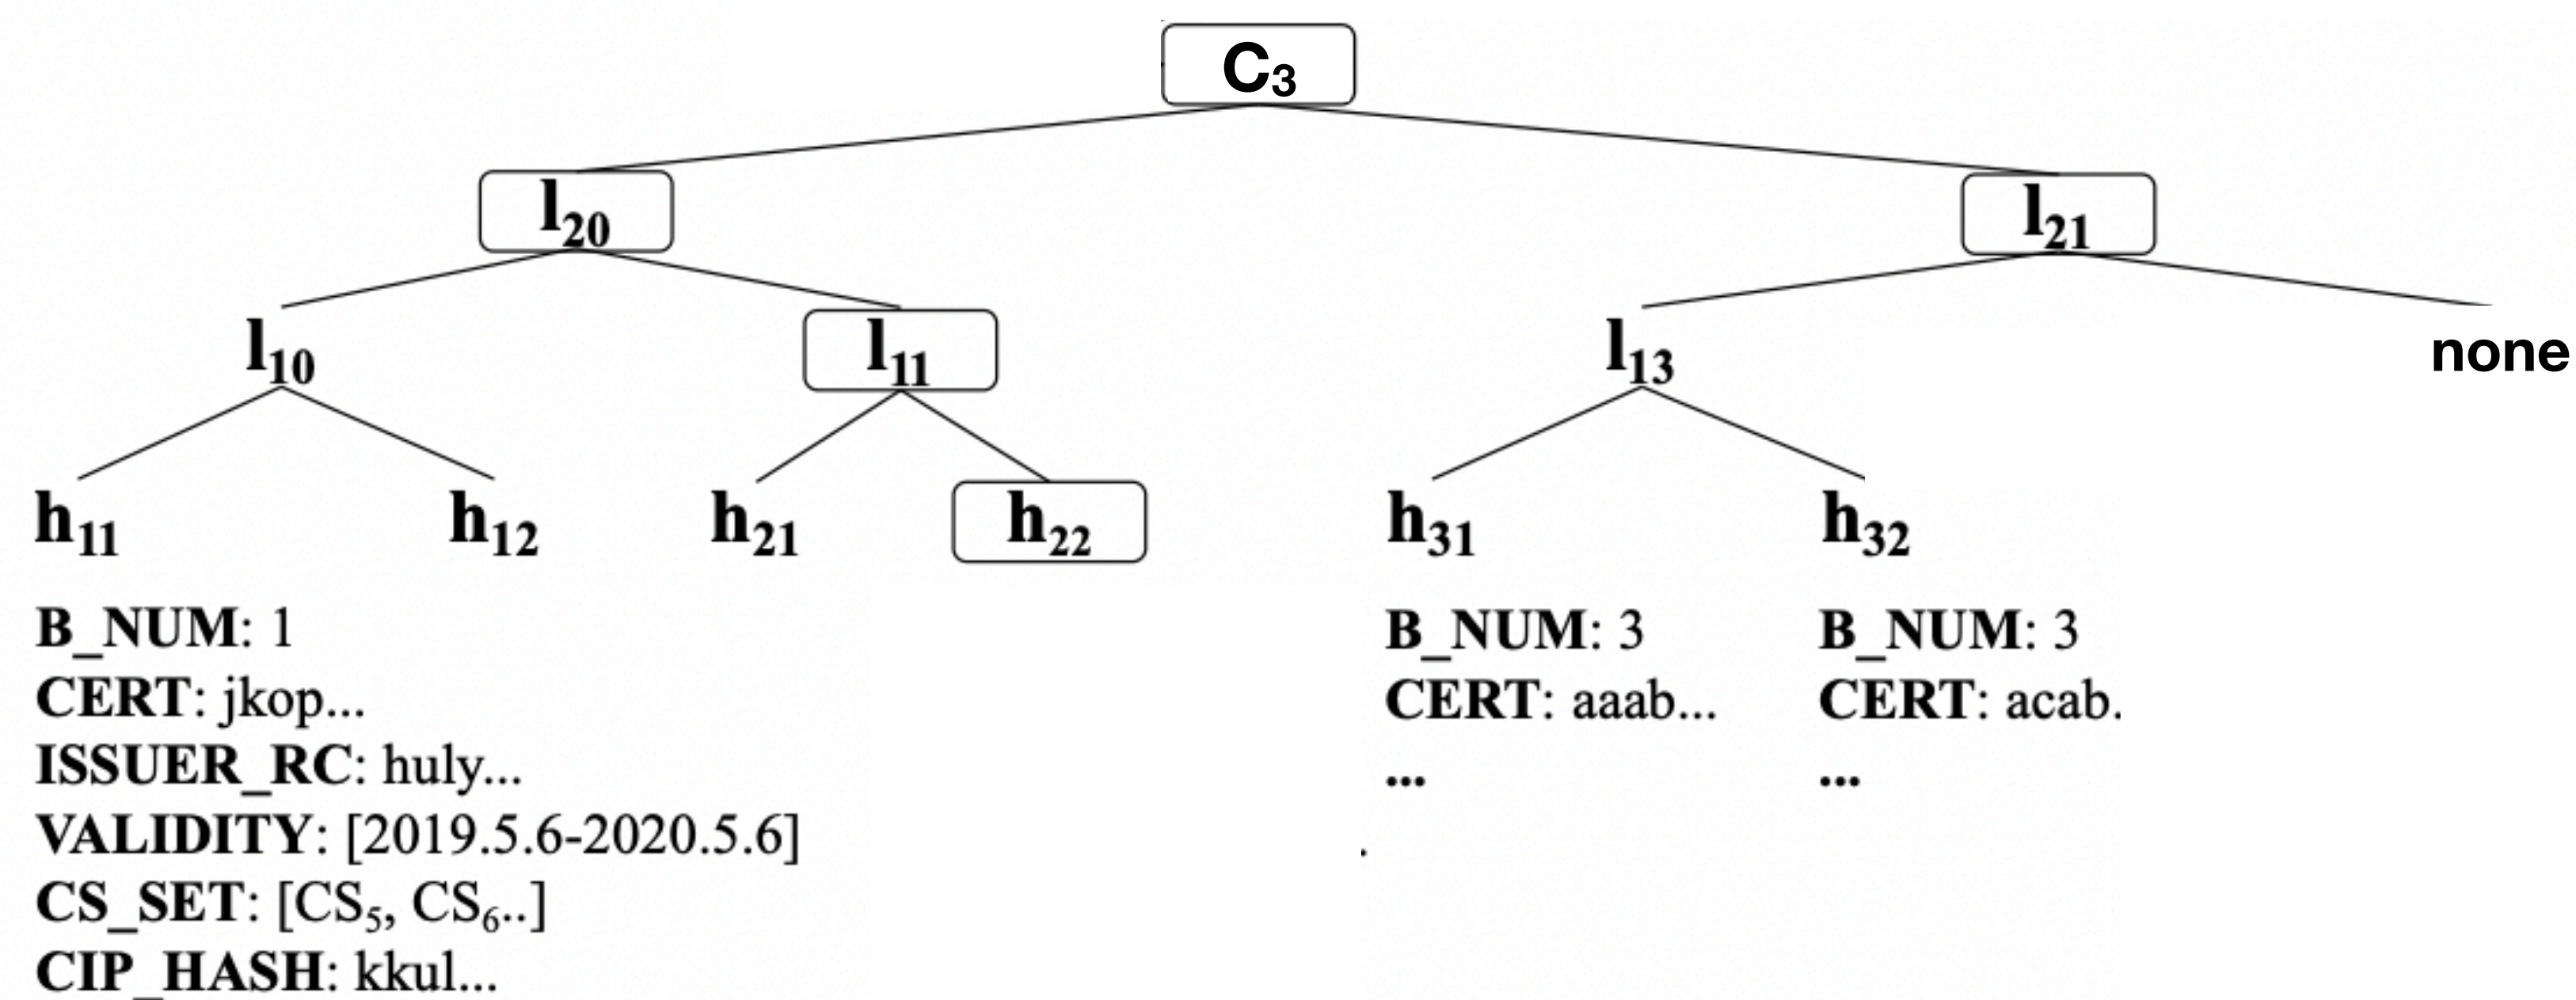 C₃
l₂₀ l₂₁
l₁₀ l₁₁ l₁₃ none
h₁₁ h₁₂ h₂₁ h₂₂ h₃₁ h₃₂
B_NUM: 1
CERT: jkop...
ISSUER_RC: huly...
VALIDITY: [2019.5.6-2020.5.6]
CS_SET: [CS₅, CS₆..]
CIP_HASH: kkul...
B_NUM: 3
CERT: aaab...
...
B_NUM: 3
CERT: acab.
...